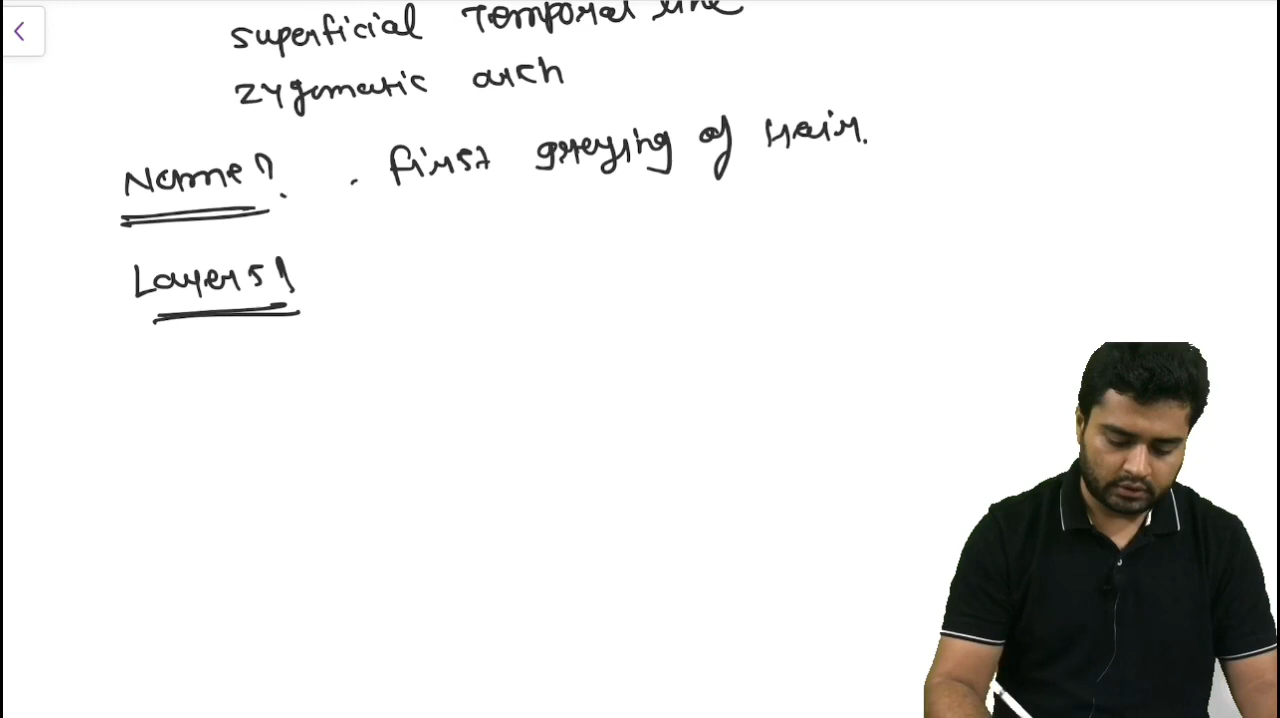 superficial Temporal line
zygomatic arch
Name? . first greying of Hair.
Layers!